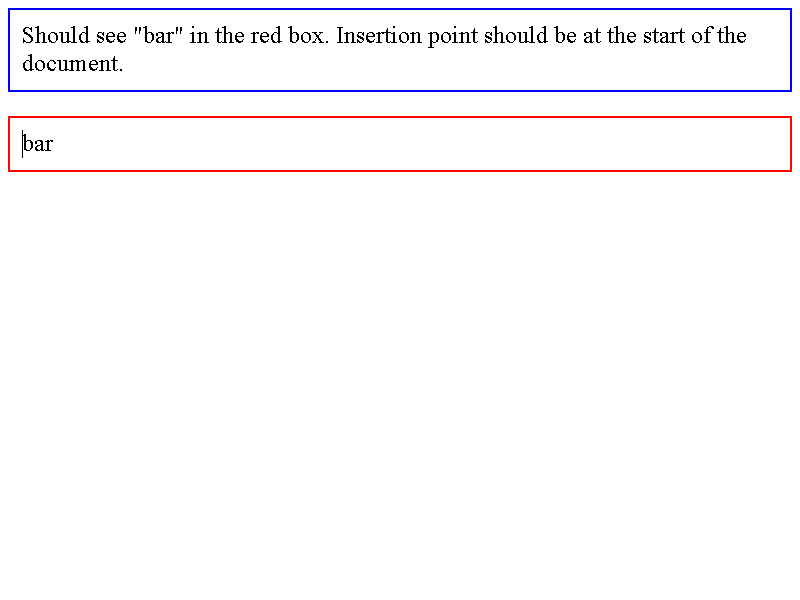 Should see "bar" in the red box. Insertion point should be at the start of the
document.
bar